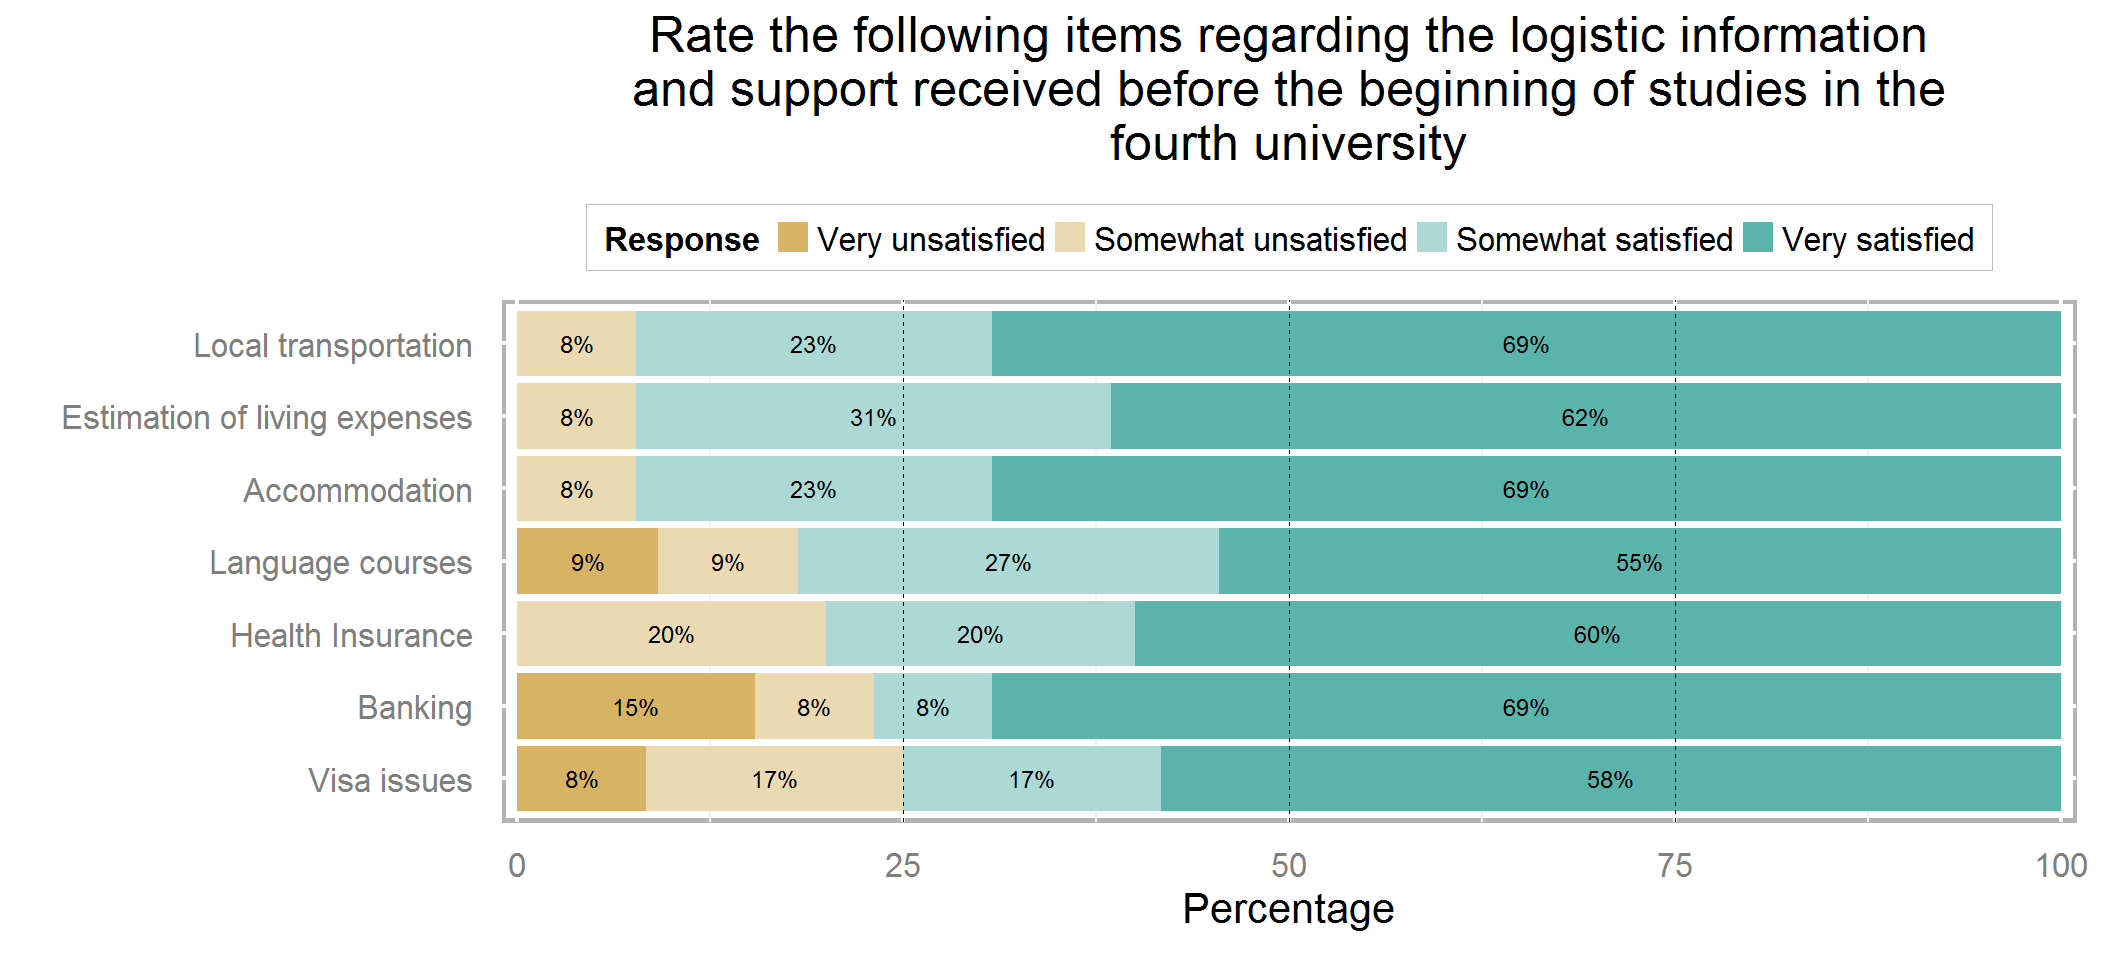 Rate the following items regarding the logistic information
and support received before the beginning of studies in the
fourth university
Response Very unsatisfied Somewhat unsatisfied Somewhat satisfied Very satisfied
Local transportation 8% 23% 69%
Estimation of living expenses 8% 31% 62%
Accommodation 8% 23% 69%
Language courses 9% 9% 27% 55%
Health Insurance 20% 20% 60%
Banking 15% 8% 8% 69%
Visa issues 8% 17% 17% 58%
0 25 50 75 100
Percentage